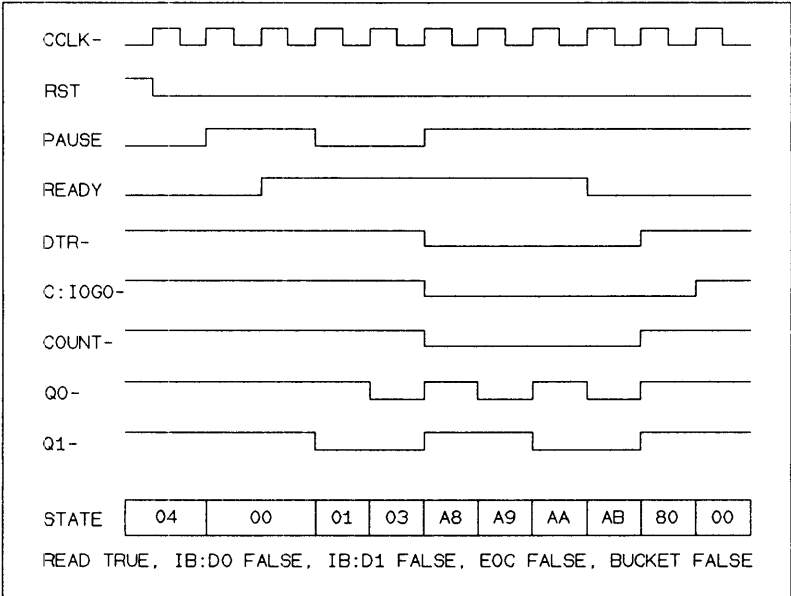 CCLK-
RST
PAUSE
READY
DTR-
C:IOGO-
COUNT-
Q0-
Q1-
STATE 04 00 01 03 A8 A9 AA AB 80 00
READ TRUE, IB:D0 FALSE, IB:D1 FALSE, EOC FALSE, BUCKET FALSE